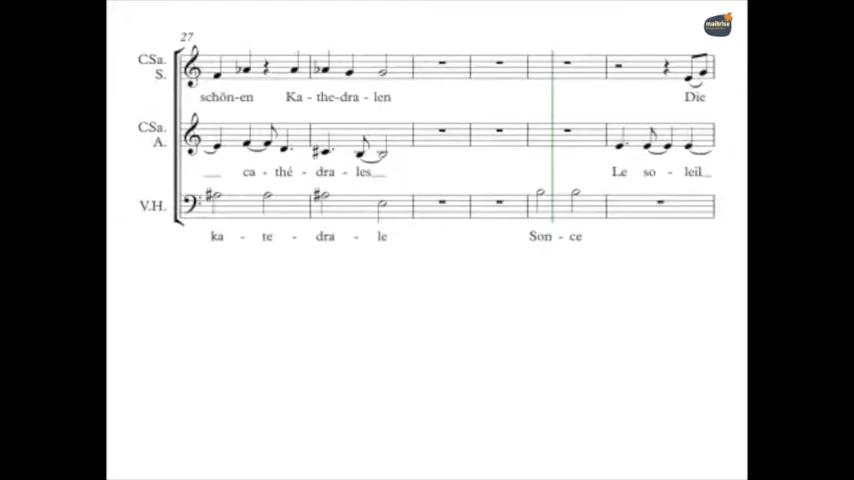 maîtrise
27
CSa.
S.
schön-en Ka - the-dra - len Die
CSa.
A.
ca - thé - dra - les Le so - leil
V.H.
ka - te - dra - le Son - ce